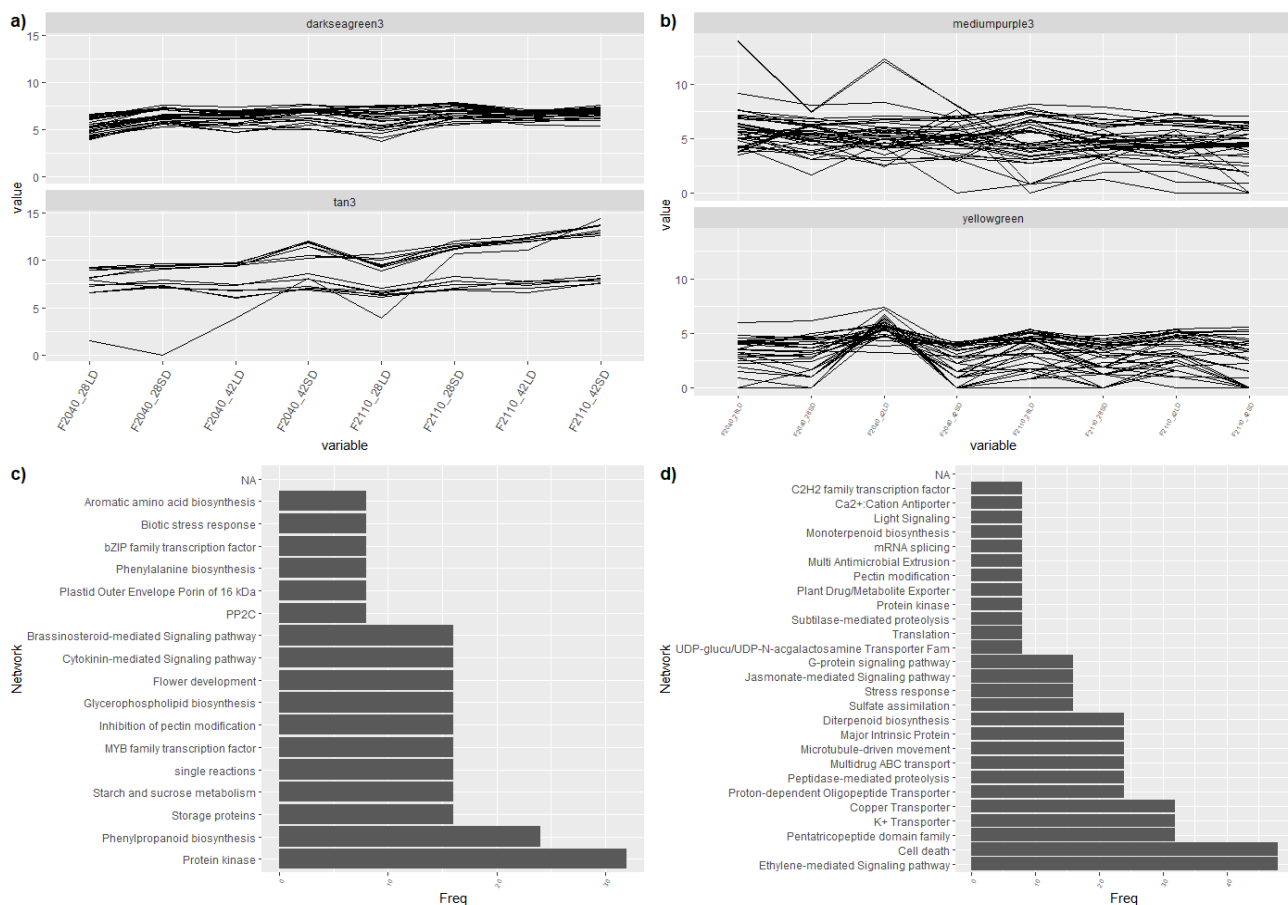 a)
darkseagreen3
15
10
5
0
tan3
15
10
5
0
value
F2040_28LD
F2040_28SD
F2040_42LD
F2040_42SD
F2110_28LD
F2110_28SD
F2110_42LD
F2110_42SD
variable
b)
mediumpurple3
10
5
0
yellowgreen
10
5
0
value
F2040_28LD
F2040_28SD
F2040_42LD
F2040_42SD
F2110_28LD
F2110_28SD
F2110_42LD
F2110_42SD
variable
c)
NA
Aromatic amino acid biosynthesis
Biotic stress response
bZIP family transcription factor
Phenylalanine biosynthesis
Plastid Outer Envelope Porin of 16 kDa
PP2C
Brassinosteroid-mediated Signaling pathway
Cytokinin-mediated Signaling pathway
Flower development
Glycerophospholipid biosynthesis
Inhibition of pectin modification
MYB family transcription factor
single reactions
Starch and sucrose metabolism
Storage proteins
Phenylpropanoid biosynthesis
Protein kinase
Network
0
10
20
30
Freq
d)
NA
C2H2 family transcription factor
Ca2+:Cation Antiporter
Light Signaling
Monoterpenoid biosynthesis
mRNA splicing
Multi Antimicrobial Extrusion
Pectin modification
Plant Drug/Metabolite Exporter
Protein kinase
Subtilase-mediated proteolysis
Translation
UDP-glucu/UDP-N-acgalactosamine Transporter Fam
G-protein signaling pathway
Jasmonate-mediated Signaling pathway
Stress response
Sulfate assimilation
Diterpenoid biosynthesis
Major Intrinsic Protein
Microtubule-driven movement
Multidrug ABC transport
Peptidase-mediated proteolysis
Proton-dependent Oligopeptide Transporter
Copper Transporter
K+ Transporter
Pentatricopeptide domain family
Cell death
Ethylene-mediated Signaling pathway
Network
0
10
20
30
40
Freq